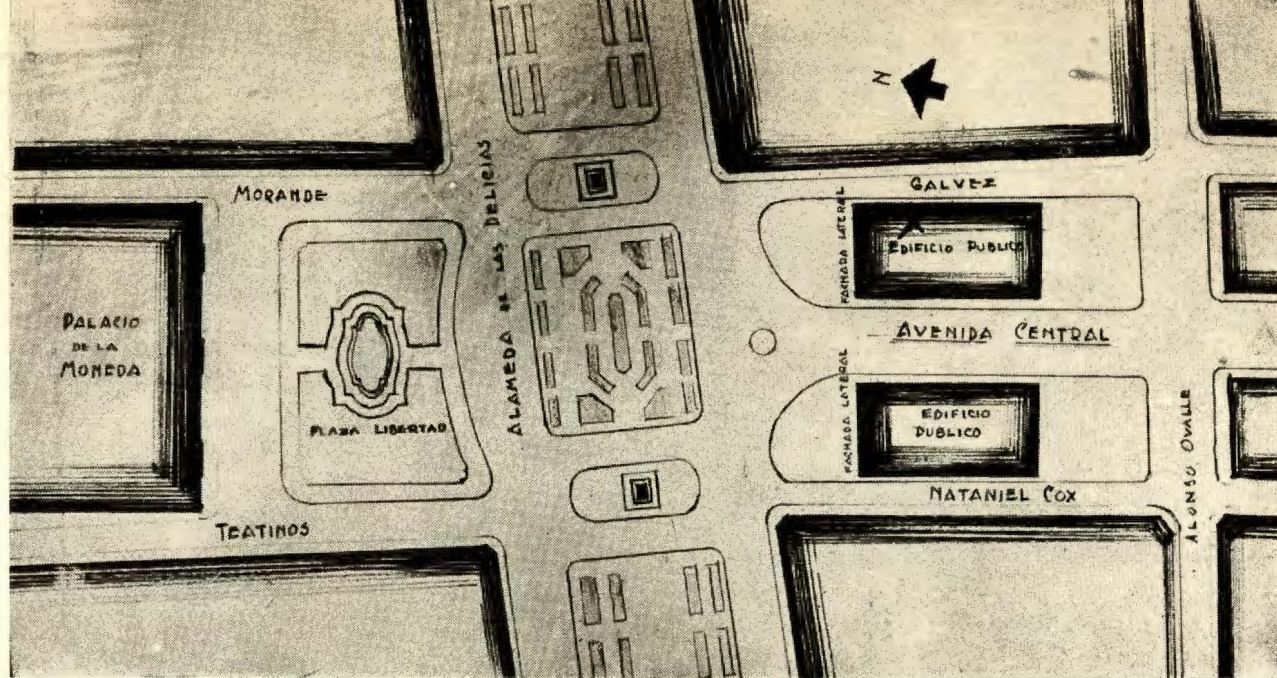 N
MORANDE
GALVEZ
ALAMEDA DE LAS DELICIAS
FACHADA LATERAL
EDIFICIO PUBLICO
PALACIO
DE LA
MONEDA
AVENIDA CENTRAL
PLAZA LIBERTAD
FACHADA LATERAL
EDIFICIO
PUBLICO
ALONSO OVALLE
NATANIEL COX
TEATINOS